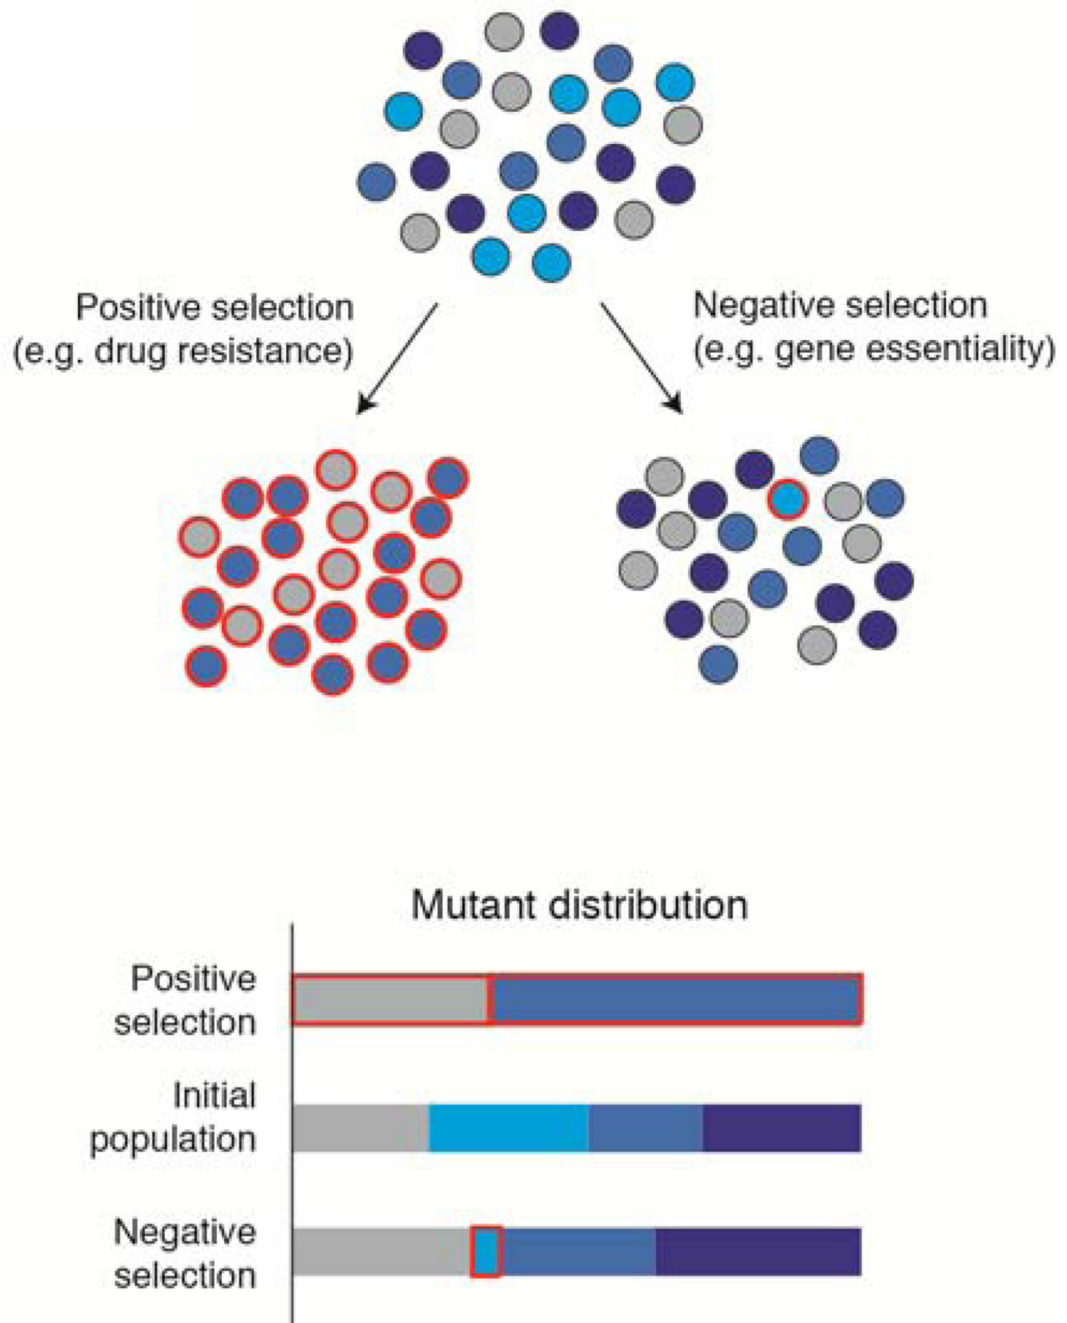 Positive selection
(e.g. drug resistance)
Negative selection
(e.g. gene essentiality)
Mutant distribution
Positive
selection
Initial
population
Negative
selection